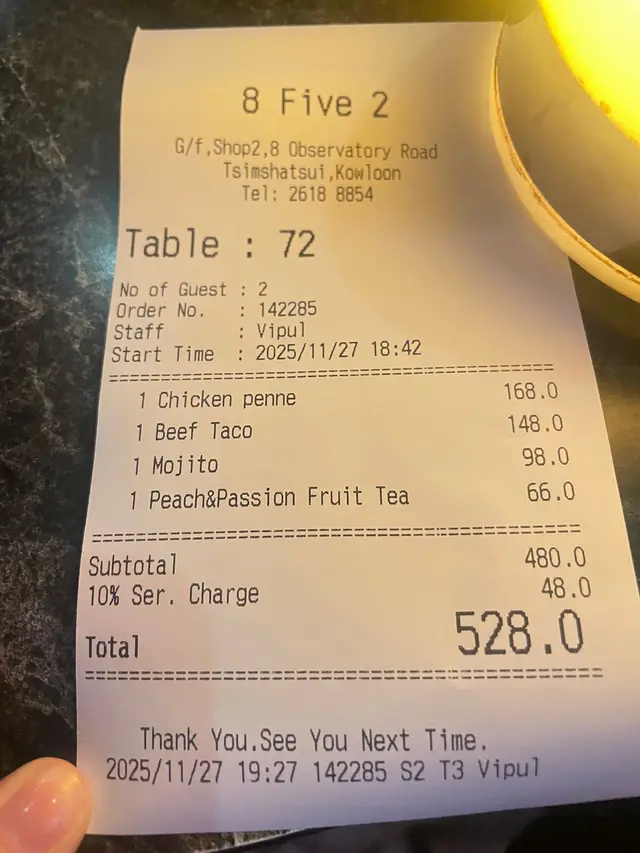 8 Five 2
G/f,Shop2,8 Observatory Road
Tsimshatsui,Kowloon
Tel: 2618 8854
Table : 72
No of Guest : 2
Order No. : 142285
Staff : Vipul
Start Time : 2025/11/27 18:42
1 Chicken penne 168.0
1 Beef Taco 148.0
1 Mojito 98.0
1 Peach&Passion Fruit Tea 66.0
Subtotal 480.0
10% Ser. Charge 48.0
Total 528.0
Thank You.See You Next Time.
2025/11/27 19:27 142285 S2 T3 Vipul